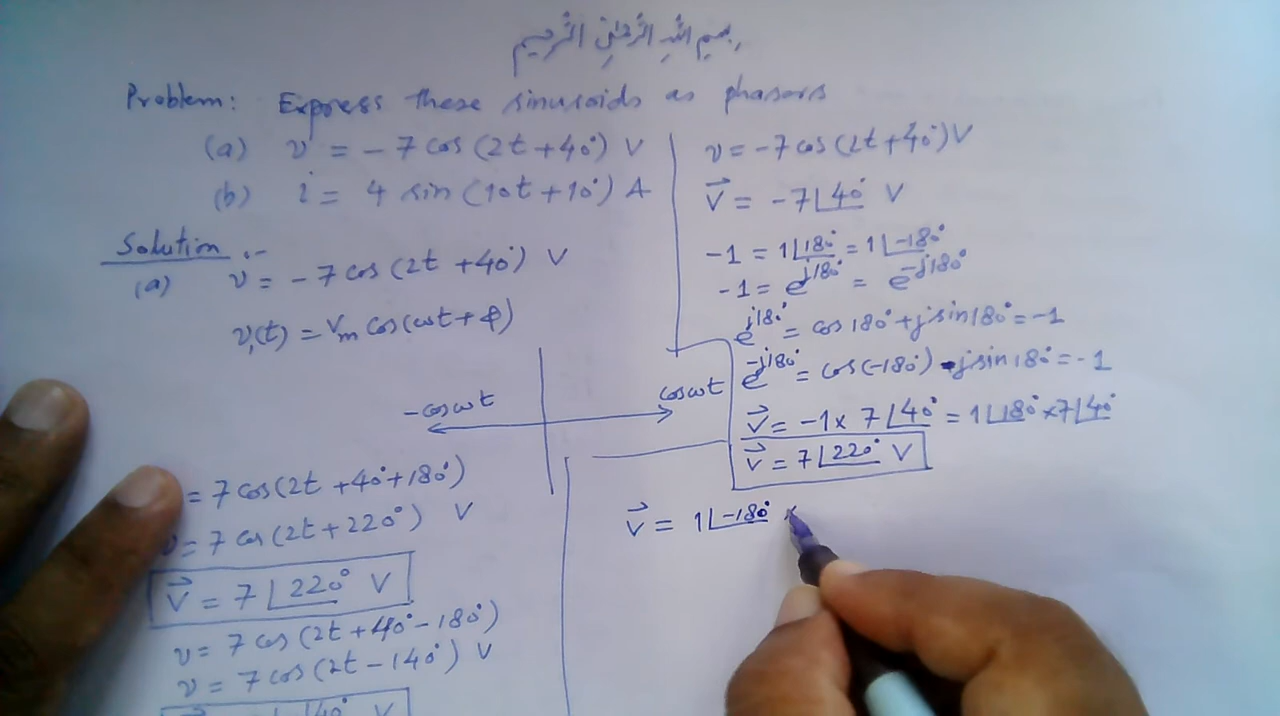 بسم الله الرحمن الرحيم
Problem: Express these sinusoids as phasors
(a) v = -7 cos (2t+40°) V
(b) i = 4 sin (10t+10°) A
Solution :-
(a) v = -7 cos (2t +40°) V
v,(t) = Vm cos(ωt + φ)
-cosωt
cosωt
= 7 cos(2t +40°+180°)
v= 7 cos (2t + 220°) V
V⃗ = 7∠220° V
v= 7 cos (2t+40°-180°)
v = 7 cos(2t-140°) V
v = -7 cos (2t+40°)V
V⃗ = -7∠40° V
-1 = 1∠180° = 1∠-180°
-1 = e^j180° = e^-j180°
e^j180° = cos 180° + j sin 180° = -1
e^-j180° = cos(-180°) - j sin 180° = -1
V⃗ = -1 x 7∠40° = 1∠180° x 7∠40°
V⃗ = 7∠220° V
V⃗ = 1∠-180° x